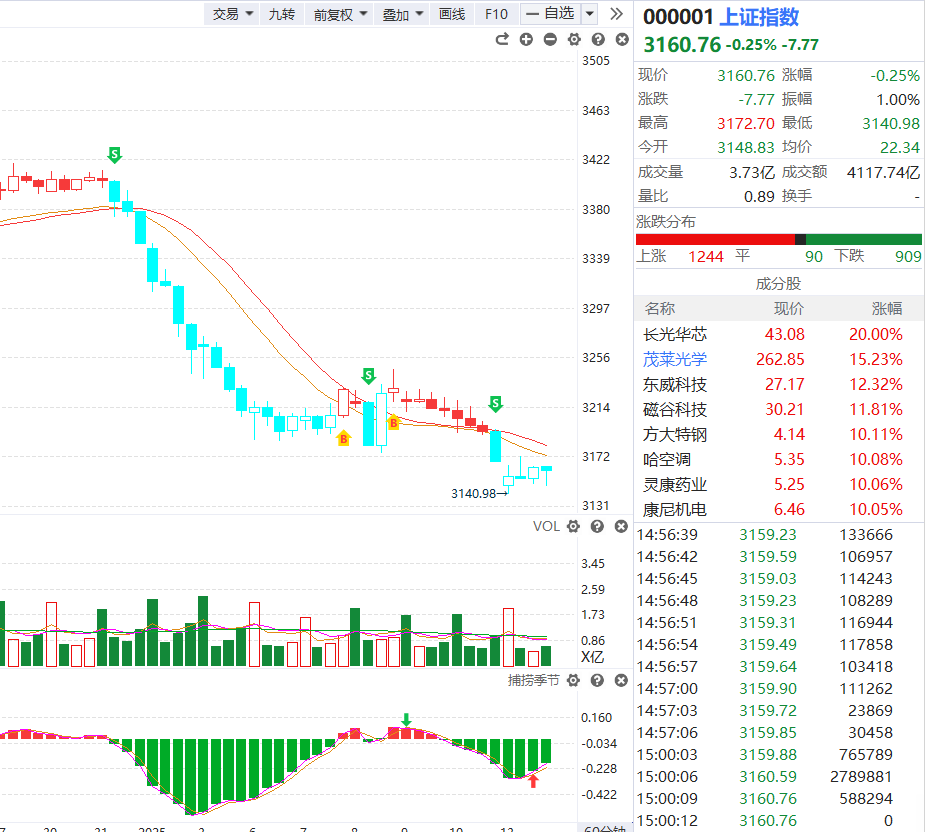 交易 九转 前复权 叠加 画线 F10 一 自选
3505
3463
3422
S
3380
3339
3297
3256
S
3214
S
B
B
3172
3140.98→
3131
VOL
3.45
2.59
1.73
0.86
X亿
捕捞季节
0.160
-0.034
-0.228
-0.422
30 31 2025 3 6 7 8 9 10 13 60分钟
000001 上证指数
3160.76 -0.25% -7.77
现价 3160.76 涨幅 -0.25%
涨跌 -7.77 振幅 1.00%
最高 3172.70 最低 3140.98
今开 3148.83 均价 22.34
成交量 3.73亿 成交额 4117.74亿
量比 0.89 换手 -
涨跌分布
上涨 1244 平 90 下跌 909
成分股
名称 现价 涨幅
长光华芯 43.08 20.00%
茂莱光学 262.85 15.23%
东威科技 27.17 12.32%
磁谷科技 30.21 11.81%
方大特钢 4.14 10.11%
哈空调 5.35 10.08%
灵康药业 5.25 10.06%
康尼机电 6.46 10.05%
14:56:39 3159.23 133666
14:56:42 3159.59 106957
14:56:45 3159.03 114243
14:56:48 3159.23 108289
14:56:51 3159.31 116944
14:56:54 3159.49 117858
14:56:57 3159.64 103418
14:57:00 3159.90 111262
14:57:03 3159.72 23869
14:57:06 3159.85 30458
15:00:03 3159.88 765789
15:00:06 3160.59 2789881
15:00:09 3160.76 588294
15:00:12 3160.76 0